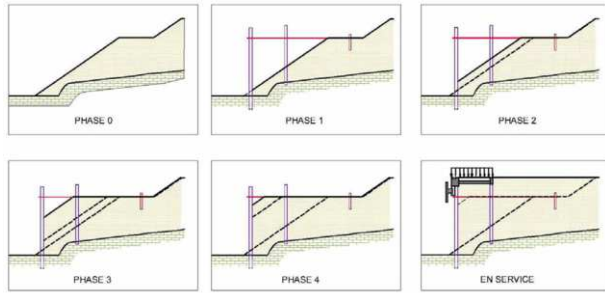 PHASE 0
PHASE 1
PHASE 2
PHASE 3
PHASE 4
EN SERVICE